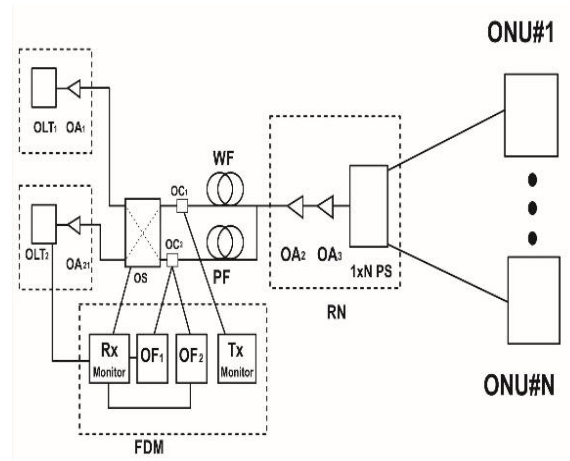 ONU#1
OLT1 OA1
WF
OC1
OLT2 OA21
OS
OC2
PF
OA2 OA3
1xN PS
RN
Rx
Monitor
OF1
OF2
Tx
Monitor
FDM
ONU#N